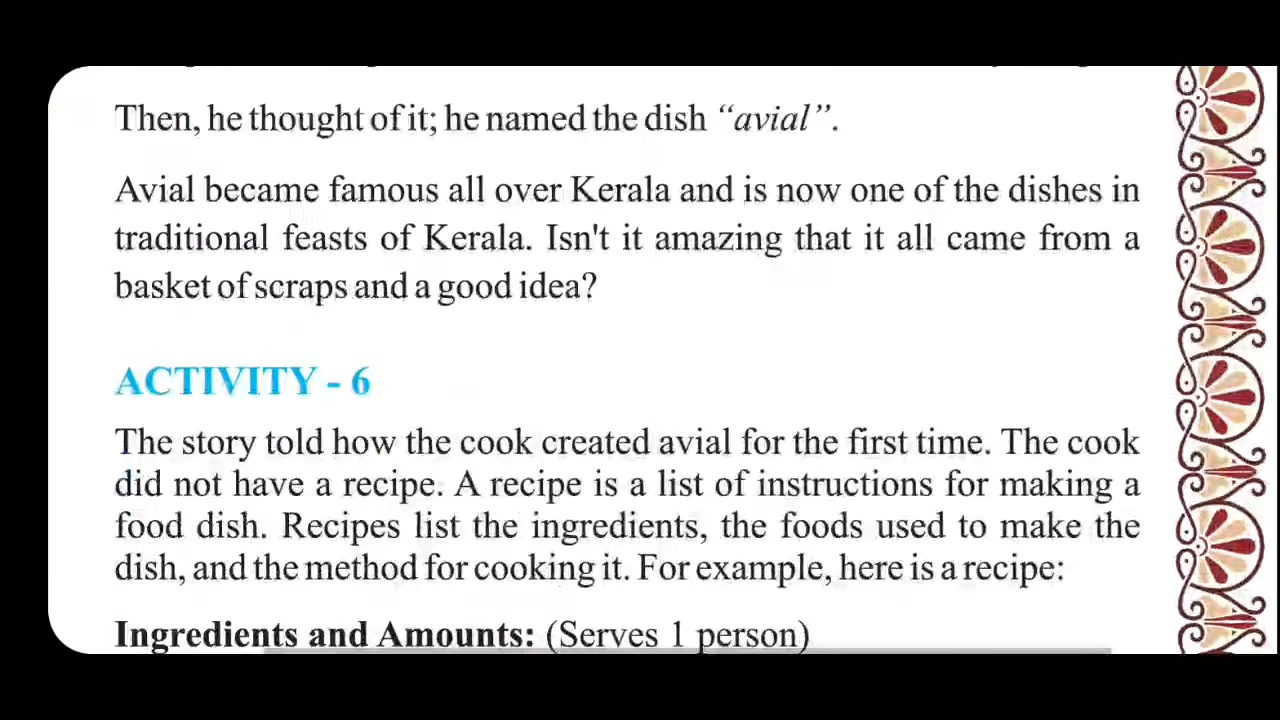 Then, he thought of it; he named the dish “avial”.
Avial became famous all over Kerala and is now one of the dishes in
traditional feasts of Kerala. Isn't it amazing that it all came from a
basket of scraps and a good idea?
ACTIVITY - 6
The story told how the cook created avial for the first time. The cook
did not have a recipe. A recipe is a list of instructions for making a
food dish. Recipes list the ingredients, the foods used to make the
dish, and the method for cooking it. For example, here is a recipe:
Ingredients and Amounts: (Serves 1 person)